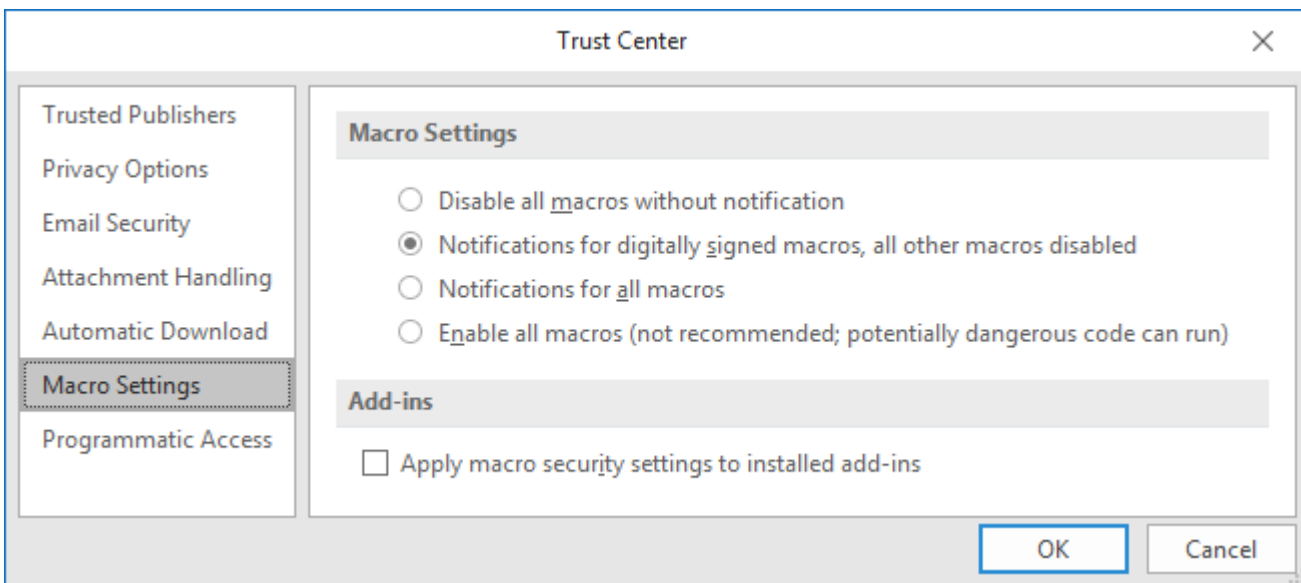 Trust Center
Trusted Publishers
Privacy Options
Email Security
Attachment Handling
Automatic Download
Macro Settings
Programmatic Access
Macro Settings
Disable all macros without notification
Notifications for digitally signed macros, all other macros disabled
Notifications for all macros
Enable all macros (not recommended; potentially dangerous code can run)
Add-ins
Apply macro security settings to installed add-ins
OK
Cancel